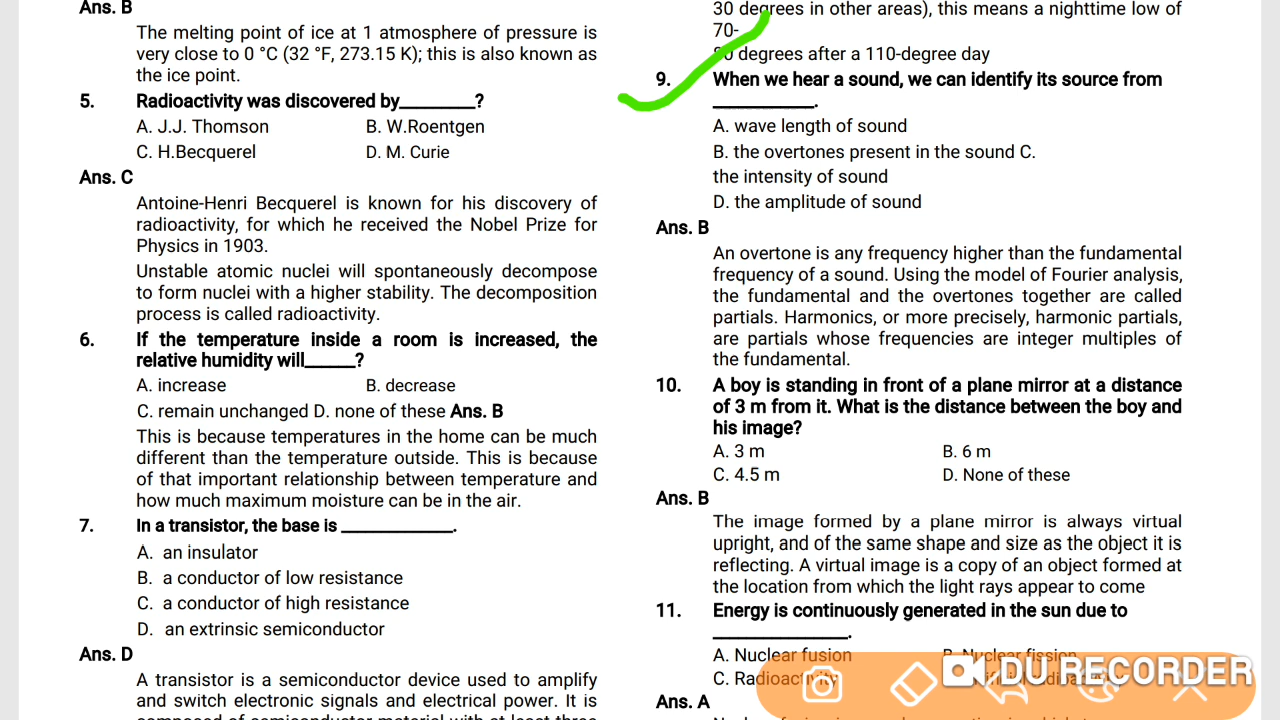 Ans. B
The melting point of ice at 1 atmosphere of pressure is
very close to 0 °C (32 °F, 273.15 K); this is also known as
the ice point.
5. Radioactivity was discovered by________?
A. J.J. Thomson B. W.Roentgen
C. H.Becquerel D. M. Curie
Ans. C
Antoine-Henri Becquerel is known for his discovery of
radioactivity, for which he received the Nobel Prize for
Physics in 1903.
Unstable atomic nuclei will spontaneously decompose
to form nuclei with a higher stability. The decomposition
process is called radioactivity.
6. If the temperature inside a room is increased, the
relative humidity will_____?
A. increase B. decrease
C. remain unchanged D. none of these Ans. B
This is because temperatures in the home can be much
different than the temperature outside. This is because
of that important relationship between temperature and
how much maximum moisture can be in the air.
7. In a transistor, the base is ___________.
A. an insulator
B. a conductor of low resistance
C. a conductor of high resistance
D. an extrinsic semiconductor
Ans. D
A transistor is a semiconductor device used to amplify
and switch electronic signals and electrical power. It is
30 degrees in other areas), this means a nighttime low of
70-
degrees after a 110-degree day
9. When we hear a sound, we can identify its source from
__________.
A. wave length of sound
B. the overtones present in the sound C.
the intensity of sound
D. the amplitude of sound
Ans. B
An overtone is any frequency higher than the fundamental
frequency of a sound. Using the model of Fourier analysis,
the fundamental and the overtones together are called
partials. Harmonics, or more precisely, harmonic partials,
are partials whose frequencies are integer multiples of
the fundamental.
10. A boy is standing in front of a plane mirror at a distance
of 3 m from it. What is the distance between the boy and
his image?
A. 3 m B. 6 m
C. 4.5 m D. None of these
Ans. B
The image formed by a plane mirror is always virtual
upright, and of the same shape and size as the object it is
reflecting. A virtual image is a copy of an object formed at
the location from which the light rays appear to come
11. Energy is continuously generated in the sun due to
_____________.
A. Nuclear fusion B. Nuclear fission
C. Radioactivity
DU RECORDER
Ans. A